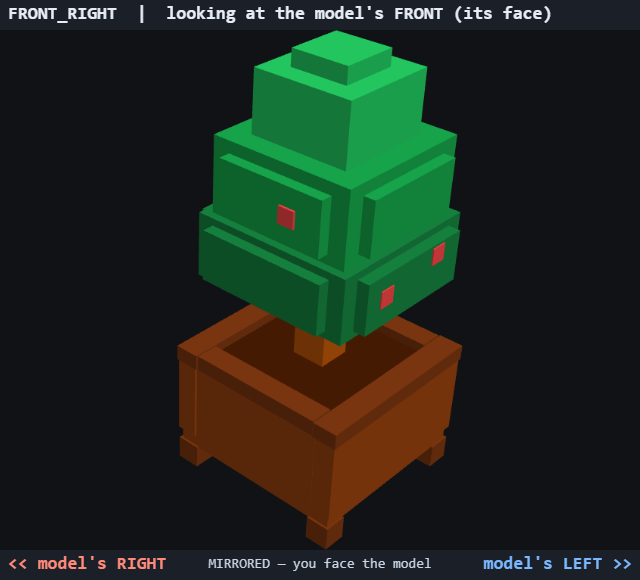 FRONT_RIGHT | looking at the model's FRONT (its face)
<< model's RIGHT MIRRORED – you face the model model's LEFT >>